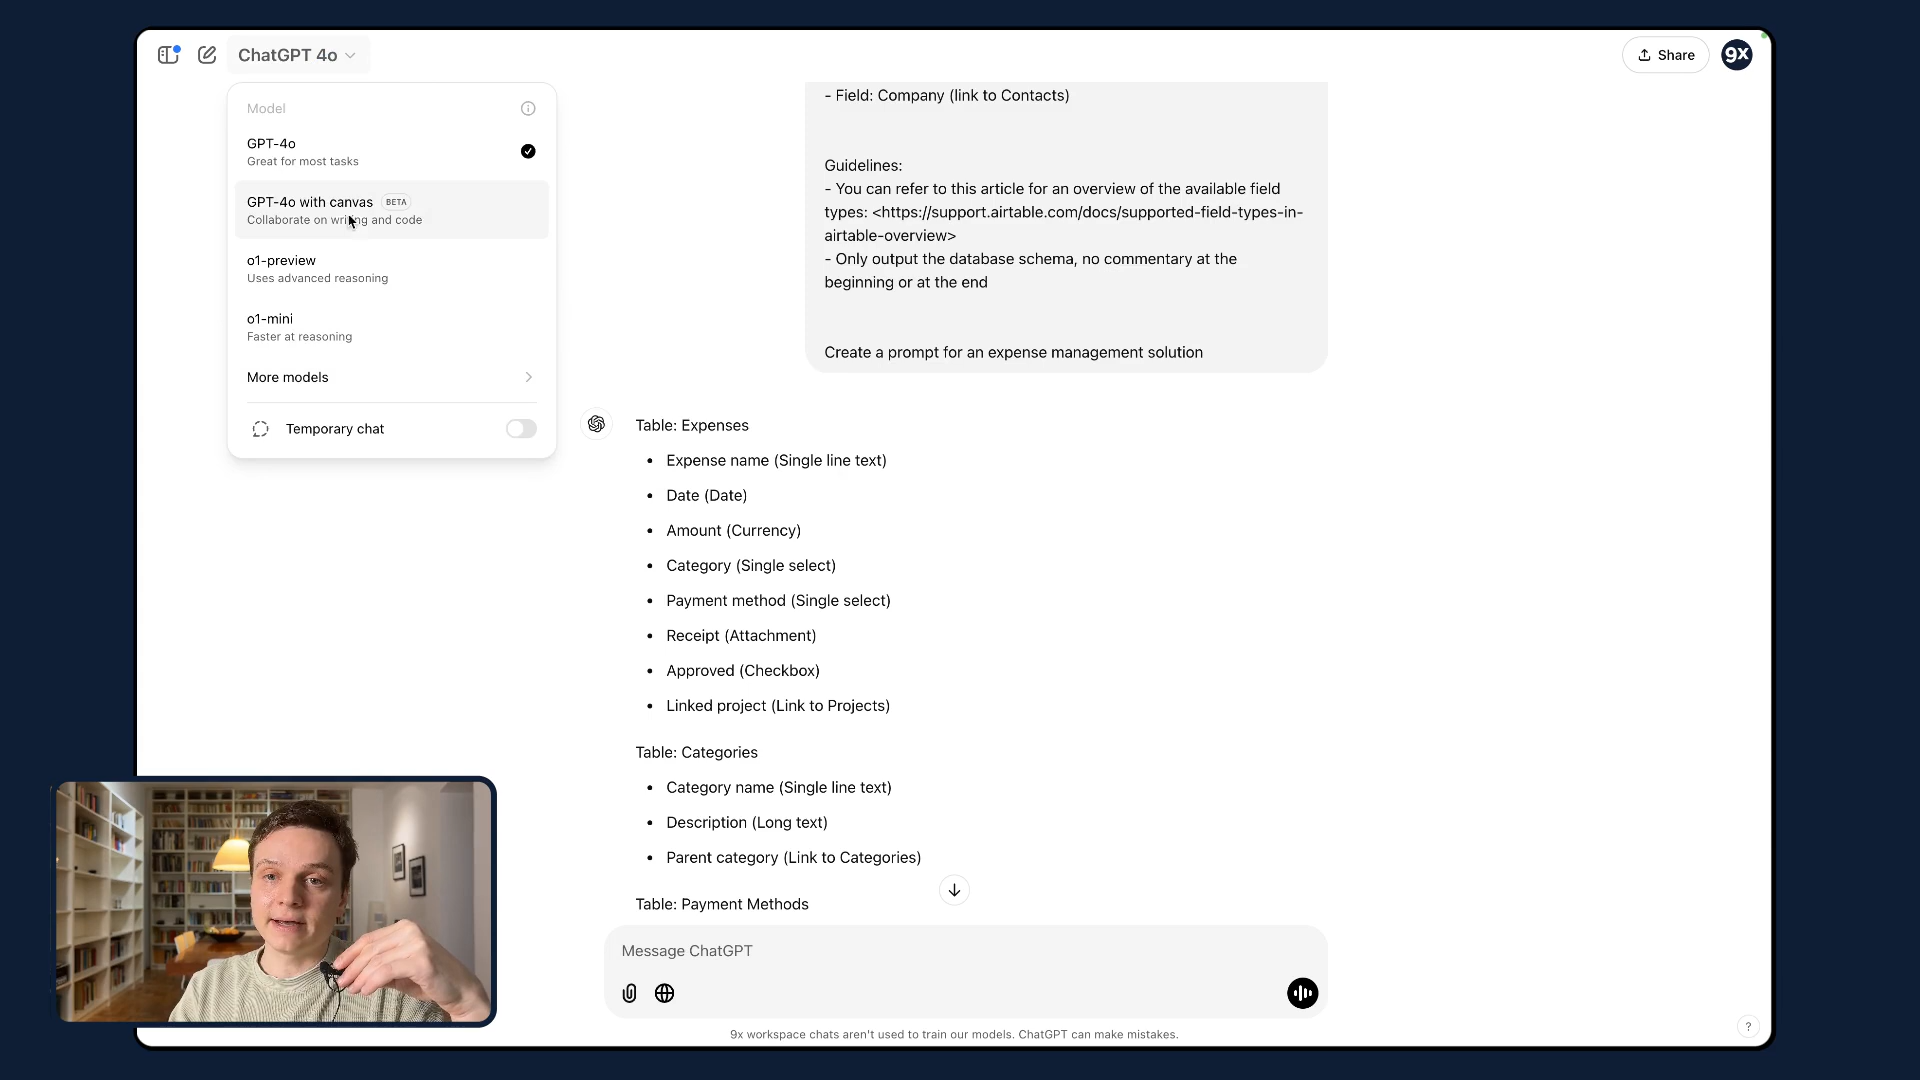 ChatGPT 4o
Share
9X
Model
GPT-4o
Great for most tasks
GPT-4o with canvas BETA
Collaborate on writing and code
o1-preview
Uses advanced reasoning
o1-mini
Faster at reasoning
More models
Temporary chat
- Field: Company (link to Contacts)
Guidelines:
- You can refer to this article for an overview of the available field
types: <https://support.airtable.com/docs/supported-field-types-in-
airtable-overview>
- Only output the database schema, no commentary at the
beginning or at the end
Create a prompt for an expense management solution
Table: Expenses
• Expense name (Single line text)
• Date (Date)
• Amount (Currency)
• Category (Single select)
• Payment method (Single select)
• Receipt (Attachment)
• Approved (Checkbox)
• Linked project (Link to Projects)
Table: Categories
• Category name (Single line text)
• Description (Long text)
• Parent category (Link to Categories)
Table: Payment Methods
Message ChatGPT
9x workspace chats aren't used to train our models. ChatGPT can make mistakes.
?